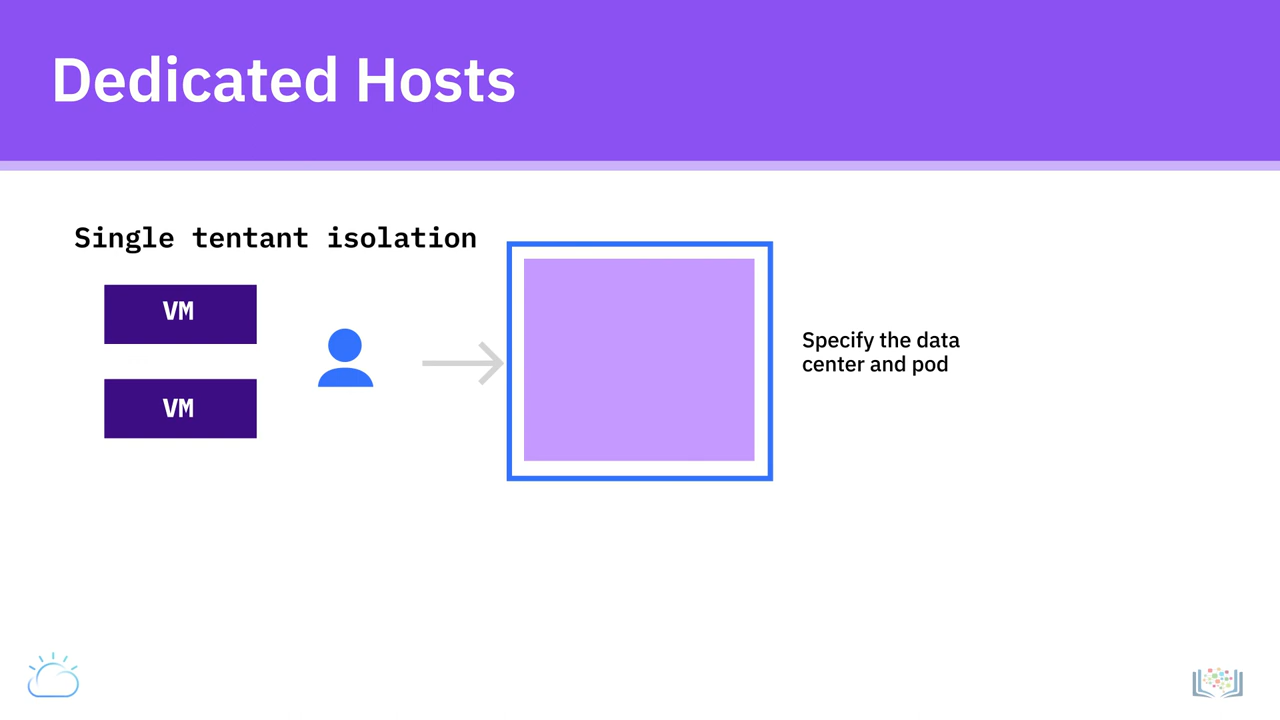 Dedicated Hosts
Single tentant isolation
VM
VM
Specify the data
center and pod